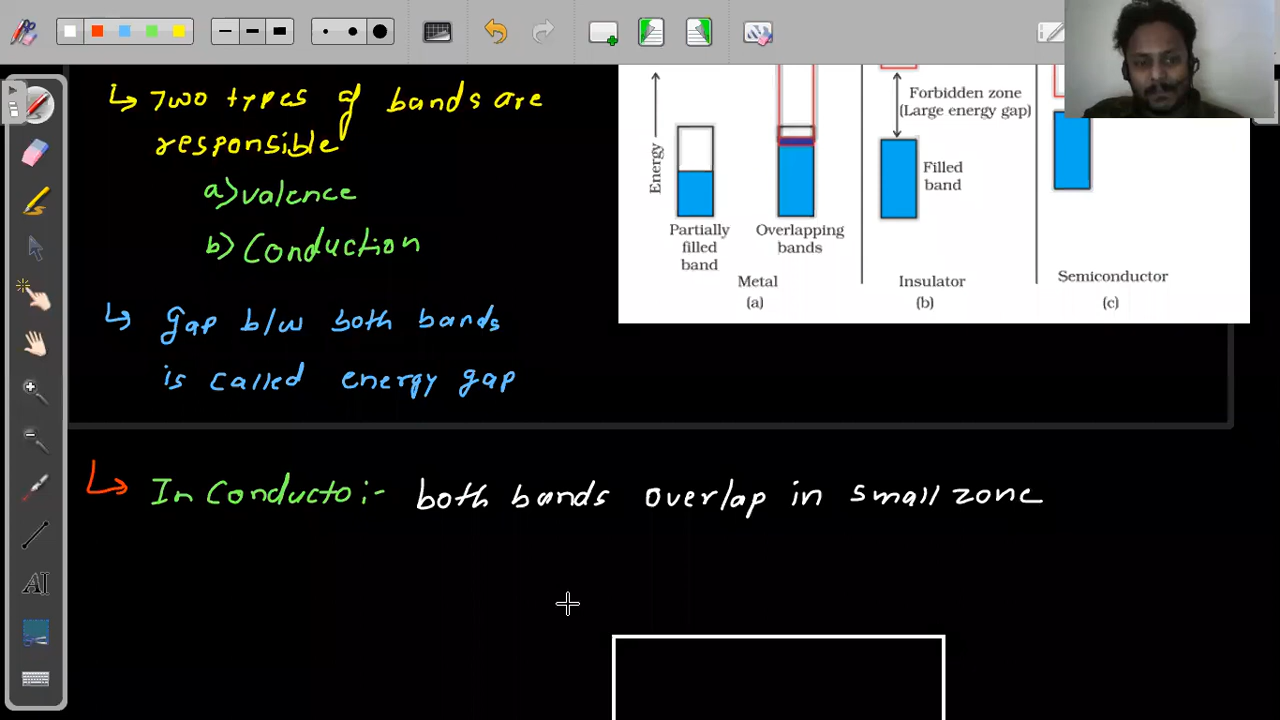 ↳ Two types of bands are
responsible
a) valence
b) Conduction
↳ gap b/w both bands
is called energy gap
Energy
Partially
filled
band
Overlapping
bands
Metal
(a)
Forbidden zone
(Large energy gap)
Filled
band
Insulator
(b)
Semiconductor
(c)
↳ In Conducto:- both bands overlap in small zone
AI